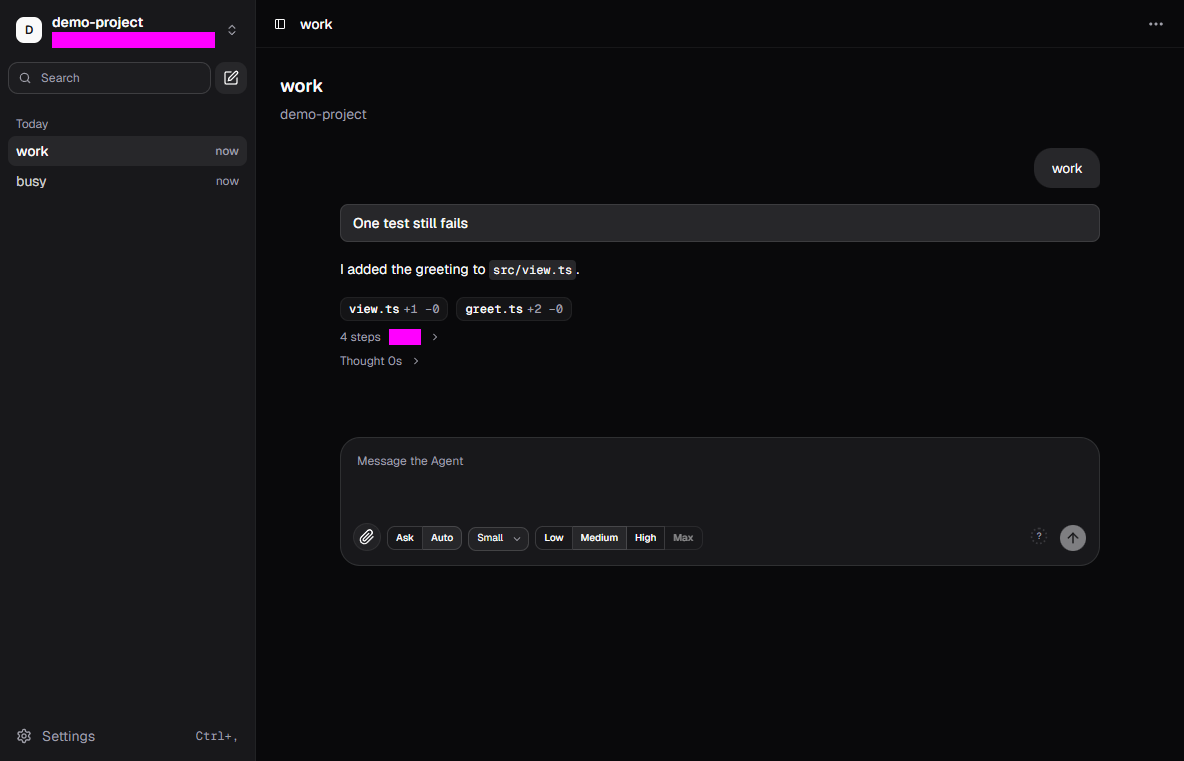 D
demo-project
Search
Today
work now
busy now
Settings Ctrl+,
work
work
demo-project
work
One test still fails
I added the greeting to src/view.ts.
view.ts +1 −0 greet.ts +2 −0
4 steps
Thought 0s
Message the Agent
Ask Auto Small Low Medium High Max ?